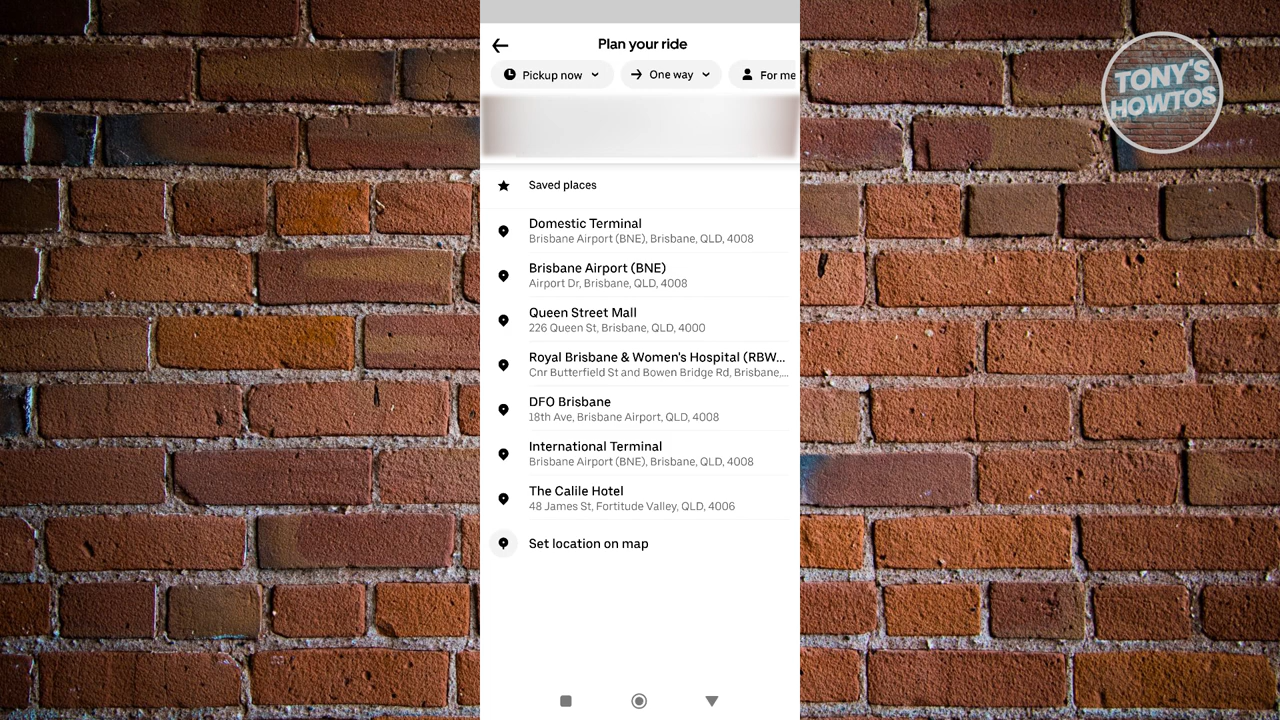 Plan your ride
Pickup now
One way
For me
Saved places
Domestic Terminal
Brisbane Airport (BNE), Brisbane, QLD, 4008
Brisbane Airport (BNE)
Airport Dr, Brisbane, QLD, 4008
Queen Street Mall
226 Queen St, Brisbane, QLD, 4000
Royal Brisbane & Women's Hospital (RBW...
Cnr Butterfield St and Bowen Bridge Rd, Brisbane,...
DFO Brisbane
18th Ave, Brisbane Airport, QLD, 4008
International Terminal
Brisbane Airport (BNE), Brisbane, QLD, 4008
The Calile Hotel
48 James St, Fortitude Valley, QLD, 4006
Set location on map
TONY'S
HOWTOS